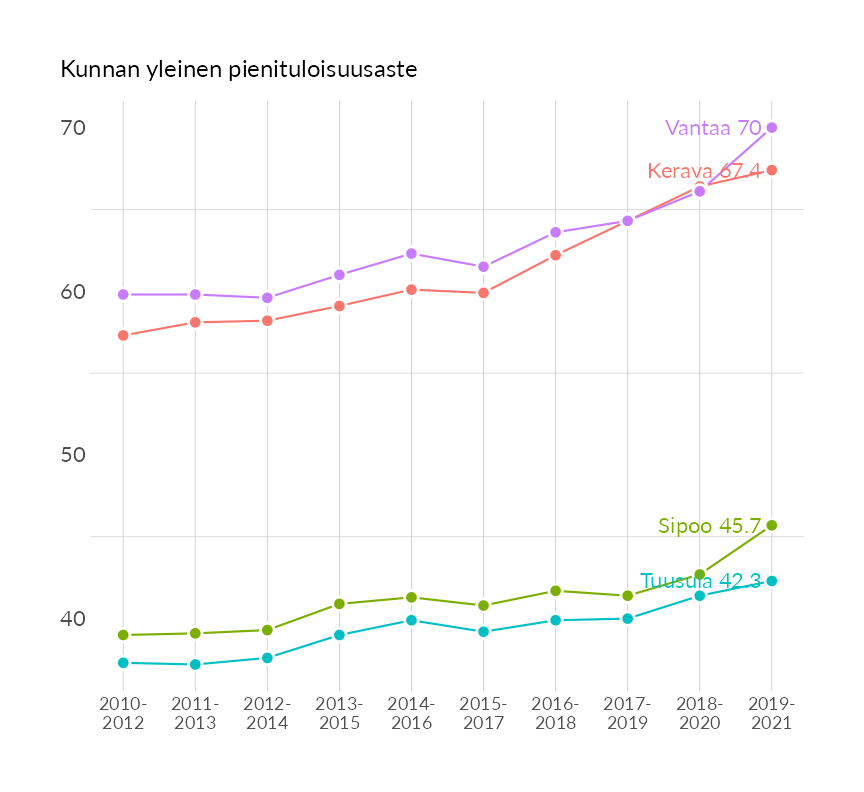 Kunnan yleinen pienituloisuusaste
70
Vantaa 70
Kerava 67.4
60
50
Sipoo 45.7
Tuusula 42.3
40
2010- 2011- 2012- 2013- 2014- 2015- 2016- 2017- 2018- 2019-
2012 2013 2014 2015 2016 2017 2018 2019 2020 2021